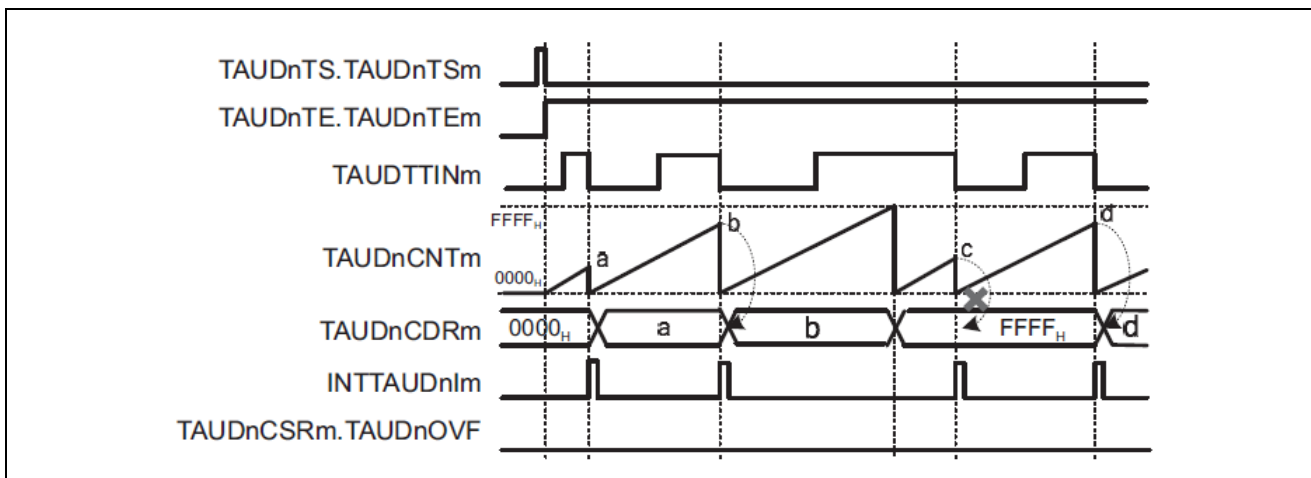 TAUDnTS.TAUDnTSm
TAUDnTE.TAUDnTEm
TAUDTTINm
FFFFH
TAUDnCNTm
0000H
a
b
c
d
TAUDnCDRm
0000H
a
b
FFFFH
d
INTTAUDnIm
TAUDnCSRm.TAUDnOVF